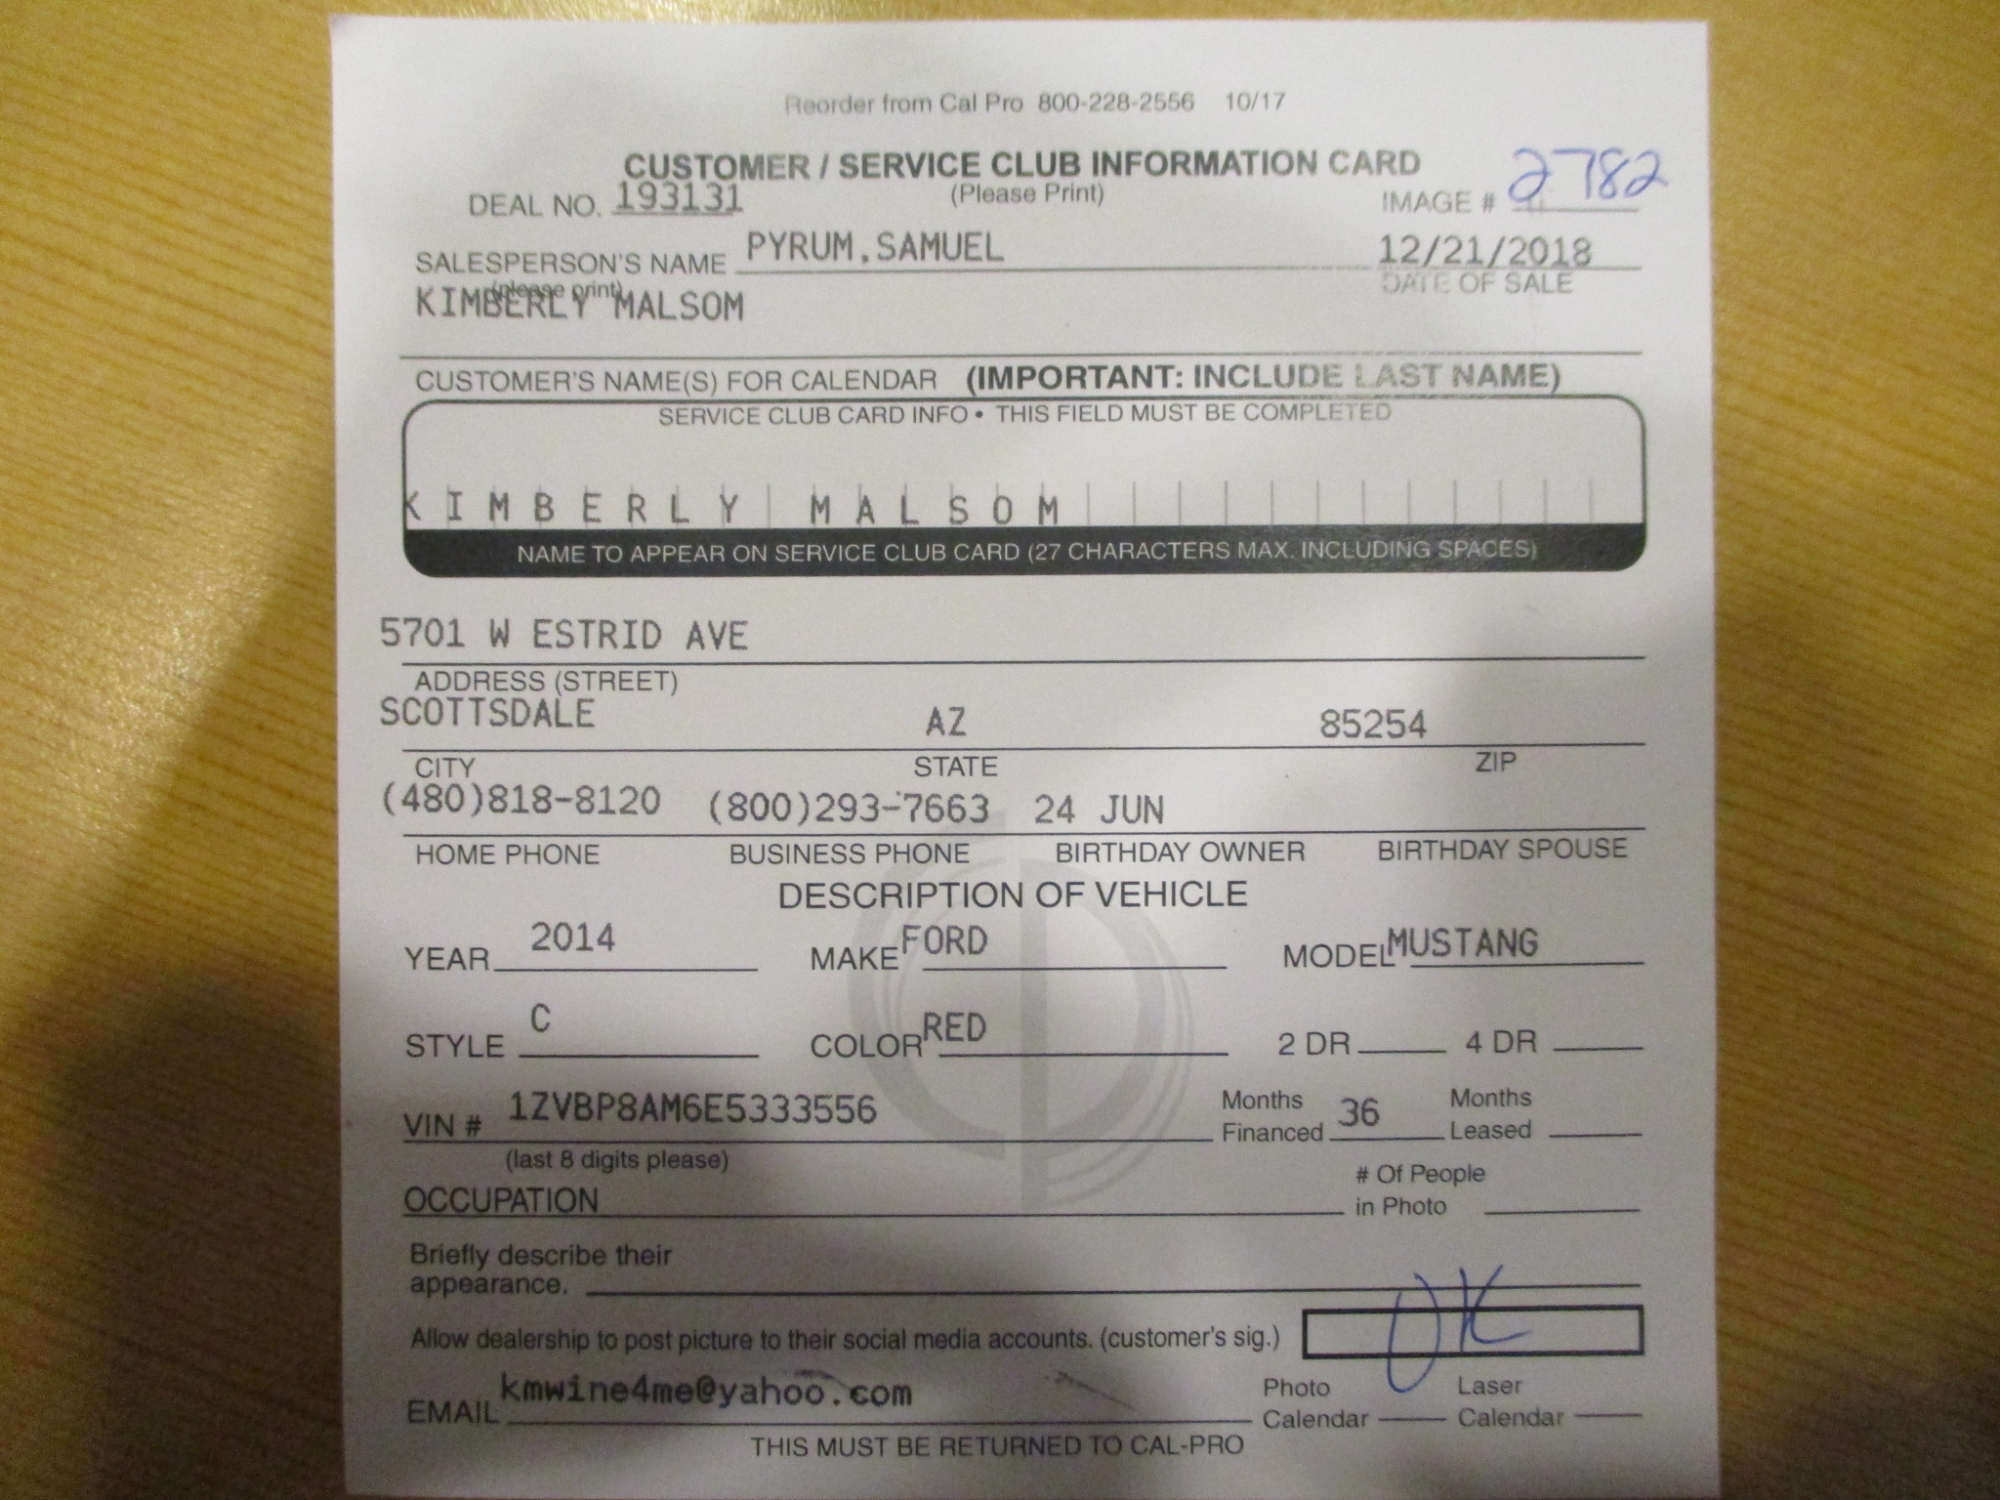 Reorder from Cal Pro 800-228-2556 10/17
CUSTOMER / SERVICE CLUB INFORMATION CARD
DEAL NO. 193131 (Please Print) IMAGE # 2782
SALESPERSON'S NAME PYRUM,SAMUEL 12/21/2018
(please print) DATE OF SALE
KIMBERLY MALSOM
CUSTOMER'S NAME(S) FOR CALENDAR (IMPORTANT: INCLUDE LAST NAME)
SERVICE CLUB CARD INFO • THIS FIELD MUST BE COMPLETED
KIMBERLY MALSOM
NAME TO APPEAR ON SERVICE CLUB CARD (27 CHARACTERS MAX. INCLUDING SPACES)
5701 W ESTRID AVE
ADDRESS (STREET)
SCOTTSDALE AZ 85254
CITY STATE ZIP
(480)818-8120 (800)293-7663 24 JUN
HOME PHONE BUSINESS PHONE BIRTHDAY OWNER BIRTHDAY SPOUSE
DESCRIPTION OF VEHICLE
YEAR 2014 MAKE FORD MODEL MUSTANG
STYLE C COLOR RED 2 DR 4 DR
VIN # 1ZVBP8AM6E5333556 Months Financed 36 Months Leased
(last 8 digits please)
OCCUPATION # Of People in Photo
Briefly describe their
appearance.
Allow dealership to post picture to their social media accounts. (customer's sig.) OK
EMAIL kmwine4me@yahoo.com Photo Calendar Laser Calendar
THIS MUST BE RETURNED TO CAL-PRO